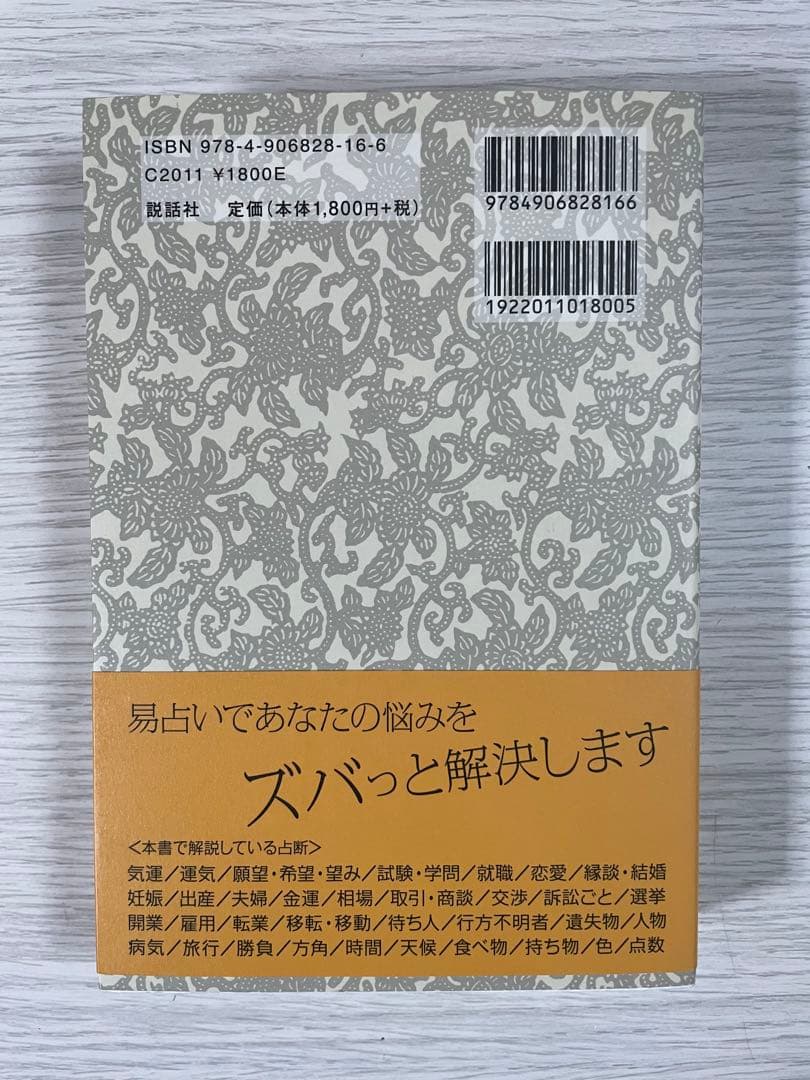 ISBN 978-4-906828-16-6
C2011 ¥1800E
説話社 定価(本体1,800円+税)
9784906828166
1922011018005
易占いであなたの悩みを
ズバっと解決します
<本書で解説している占断>
気運/運気/願望・希望・望み/試験・学問/就職/恋愛/縁談・結婚
妊娠/出産/夫婦/金運/相場/取引・商談/交渉/訴訟ごと/選挙
開業/雇用/転業/移転・移動/待ち人/行方不明者/遺失物/人物
病気/旅行/勝負/方角/時間/天候/食べ物/持ち物/色/点数